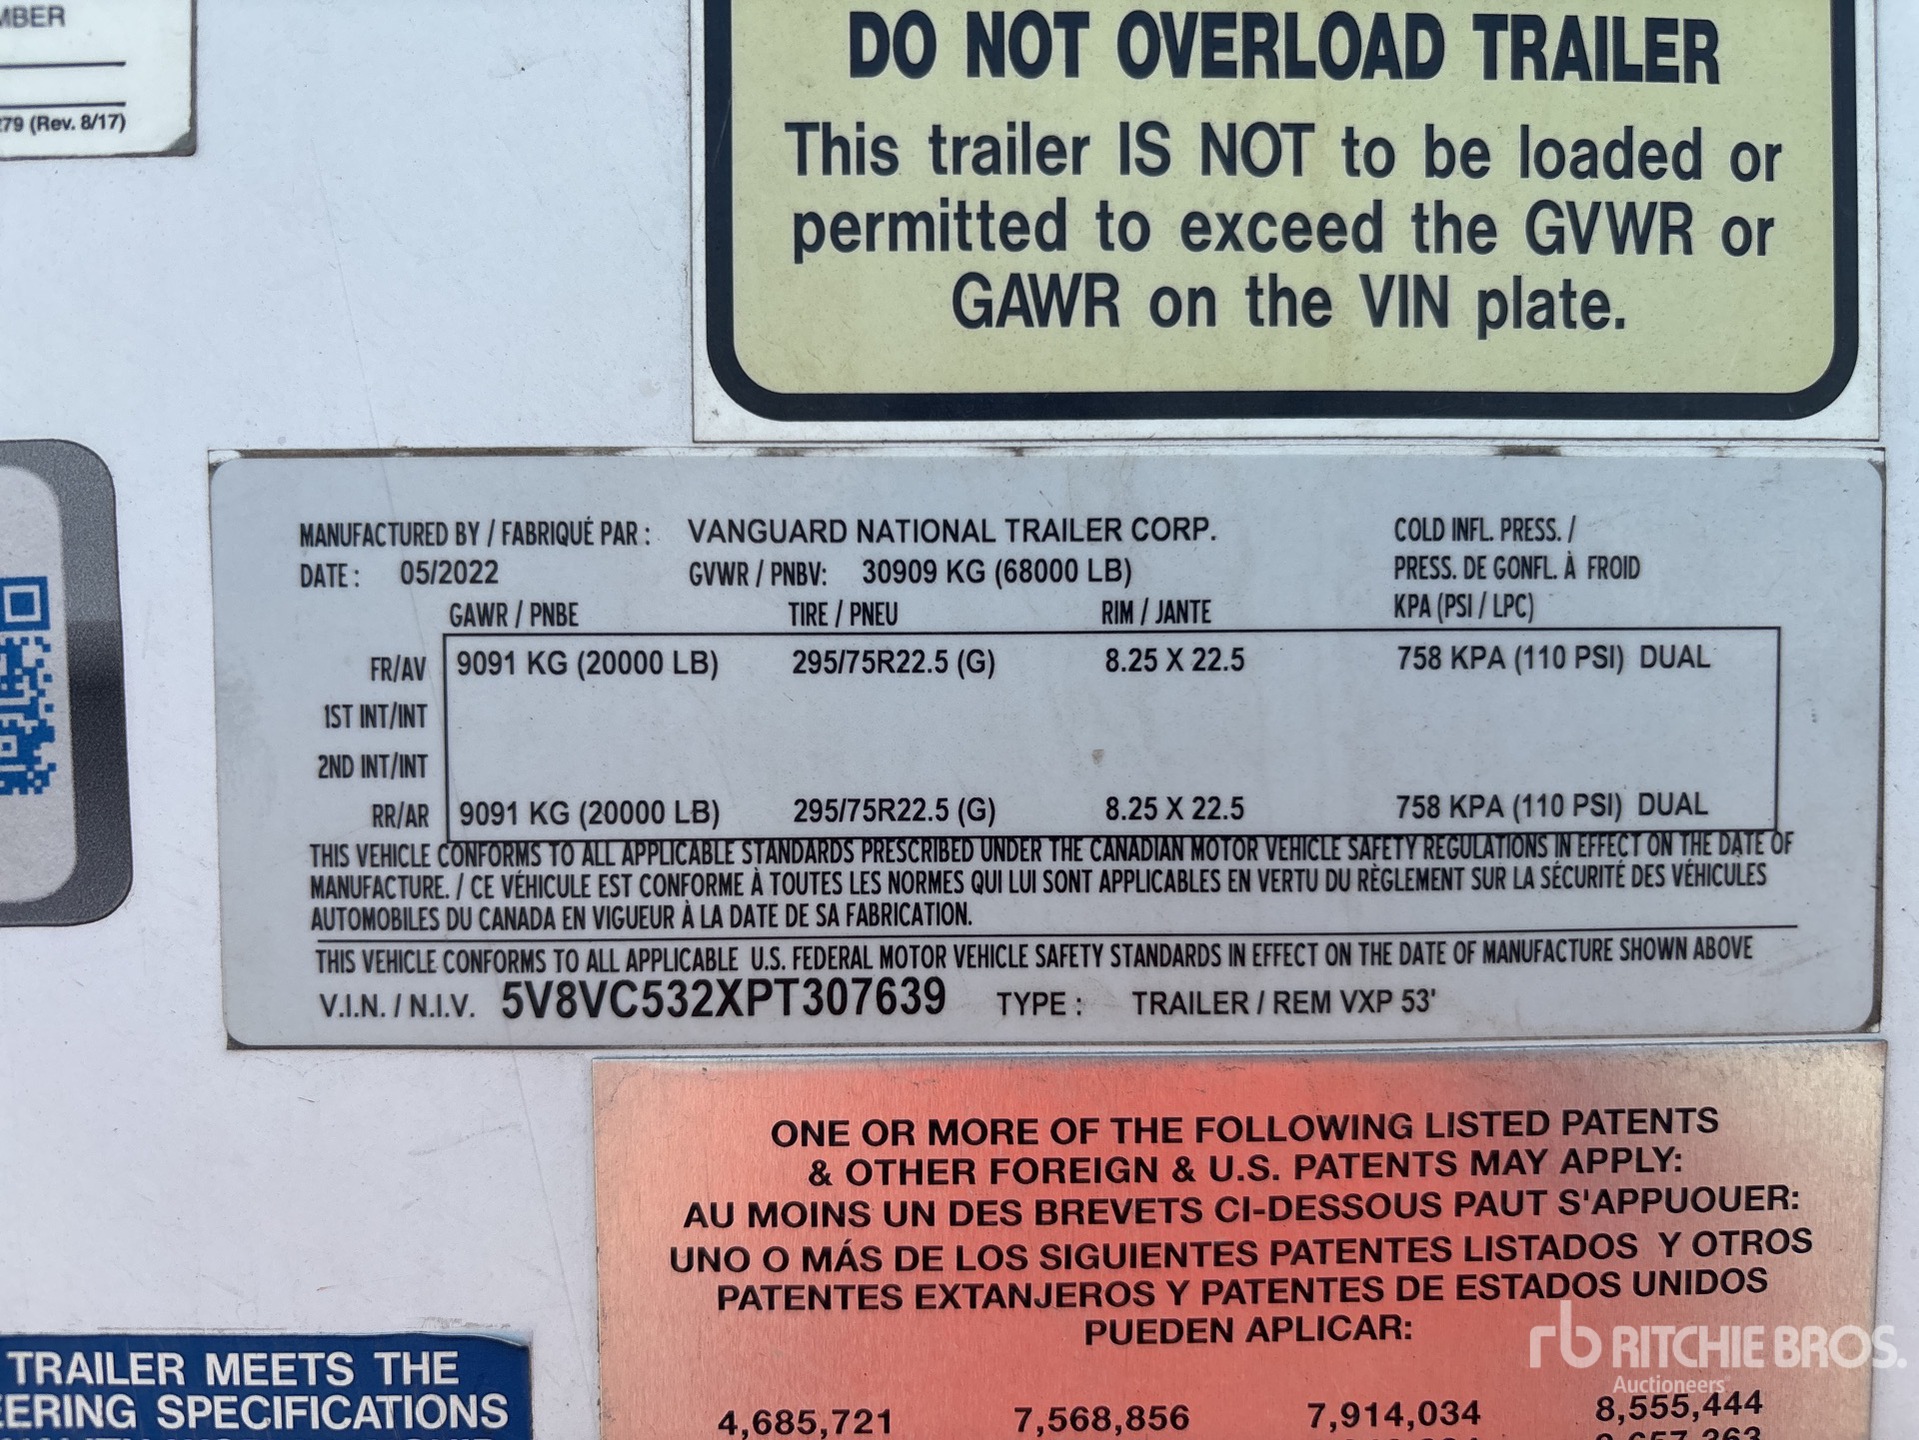 MBER
279 (Rev. 8/17)
DO NOT OVERLOAD TRAILER
This trailer IS NOT to be loaded or
permitted to exceed the GVWR or
GAWR on the VIN plate.
MANUFACTURED BY / FABRIQUÉ PAR : VANGUARD NATIONAL TRAILER CORP. COLD INFL. PRESS. /
DATE : 05/2022 GVWR / PNBV: 30909 KG (68000 LB) PRESS. DE GONFL. À FROID
GAWR / PNBE TIRE / PNEU RIM / JANTE KPA (PSI / LPC)
FR/AV 9091 KG (20000 LB) 295/75R22.5 (G) 8.25 X 22.5 758 KPA (110 PSI) DUAL
1ST INT/INT
2ND INT/INT
RR/AR 9091 KG (20000 LB) 295/75R22.5 (G) 8.25 X 22.5 758 KPA (110 PSI) DUAL
THIS VEHICLE CONFORMS TO ALL APPLICABLE STANDARDS PRESCRIBED UNDER THE CANADIAN MOTOR VEHICLE SAFETY REGULATIONS IN EFFECT ON THE DATE OF
MANUFACTURE. / CE VÉHICULE EST CONFORME À TOUTES LES NORMES QUI LUI SONT APPLICABLES EN VERTU DU RÈGLEMENT SUR LA SÉCURITÉ DES VÉHICULES
AUTOMOBILES DU CANADA EN VIGUEUR À LA DATE DE SA FABRICATION.
THIS VEHICLE CONFORMS TO ALL APPLICABLE U.S. FEDERAL MOTOR VEHICLE SAFETY STANDARDS IN EFFECT ON THE DATE OF MANUFACTURE SHOWN ABOVE
V.I.N. / N.I.V. 5V8VC532XPT307639 TYPE : TRAILER / REM VXP 53'
ONE OR MORE OF THE FOLLOWING LISTED PATENTS
& OTHER FOREIGN & U.S. PATENTS MAY APPLY:
AU MOINS UN DES BREVETS CI-DESSOUS PAUT S'APPUOUER:
UNO O MÁS DE LOS SIGUIENTES PATENTES LISTADOS Y OTROS
PATENTES EXTANJEROS Y PATENTES DE ESTADOS UNIDOS
PUEDEN APLICAR:
4,685,721 7,568,856 7,914,034 8,555,444
TRAILER MEETS THE
EERING SPECIFICATIONS
rb RITCHIE BROS.
Auctioneers